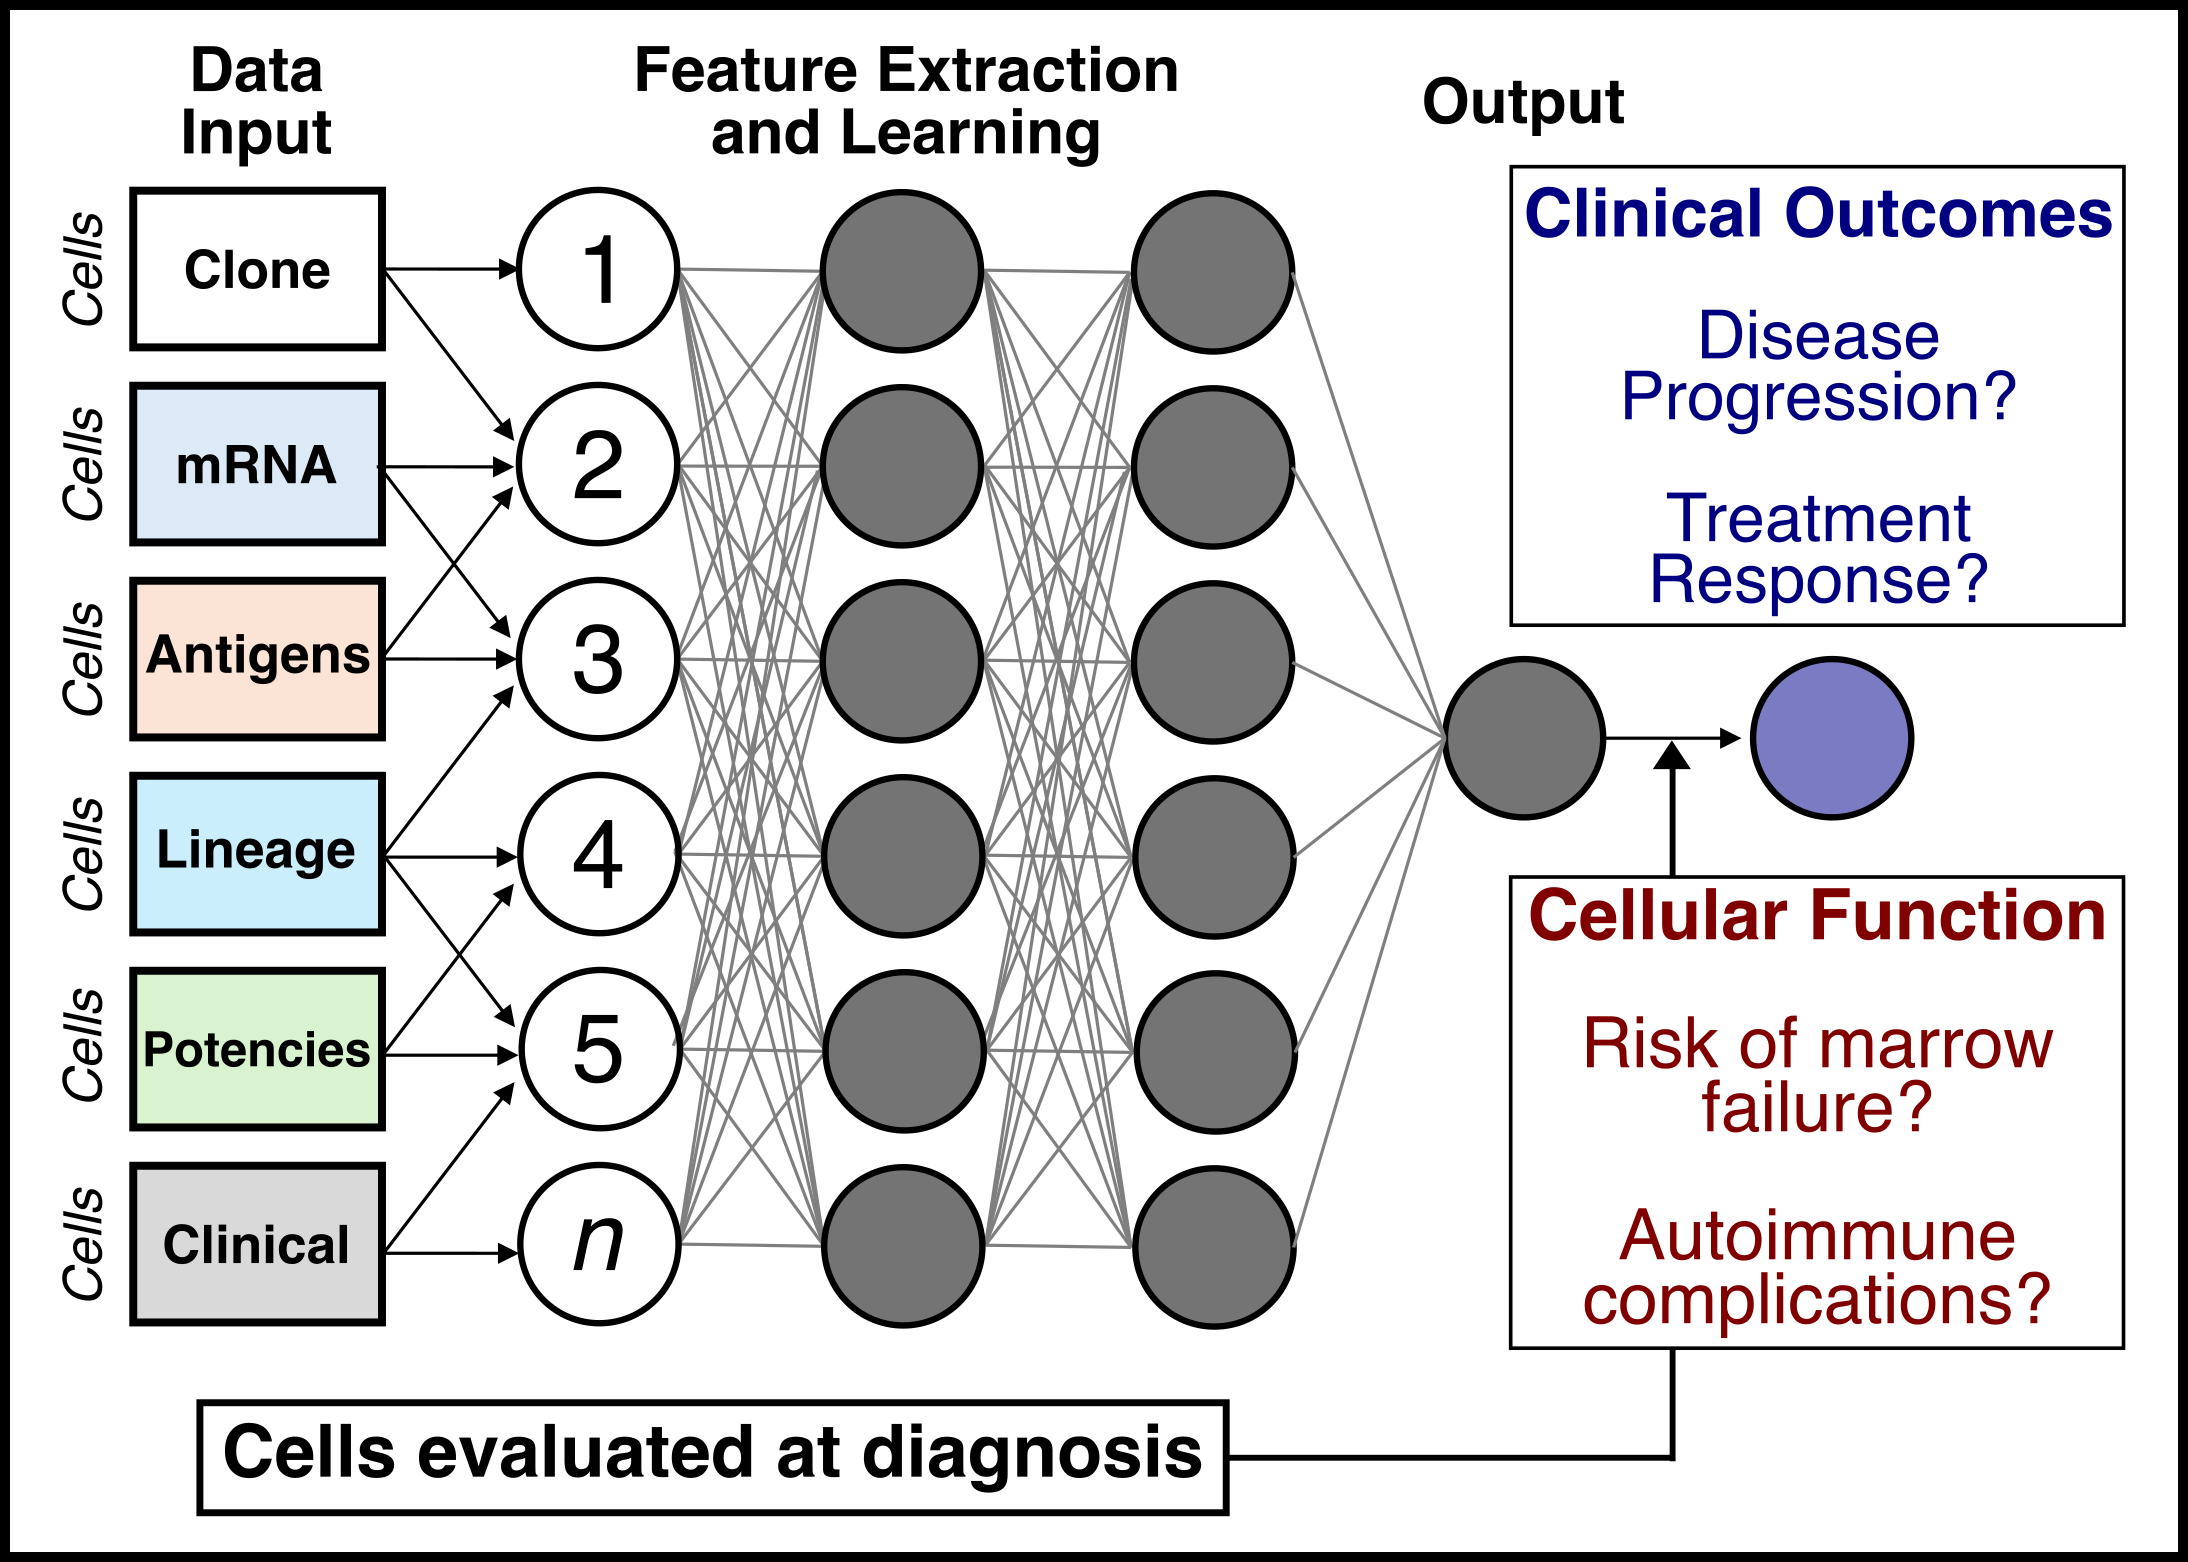 Data
Input
Feature Extraction
and Learning
Output
Cells
Clone
1
Cells
mRNA
2
Cells
Antigens
3
Cells
Lineage
4
Cells
Potencies
5
Cells
Clinical
n
Clinical Outcomes
Disease
Progression?
Treatment
Response?
Cellular Function
Risk of marrow
failure?
Autoimmune
complications?
Cells evaluated at diagnosis